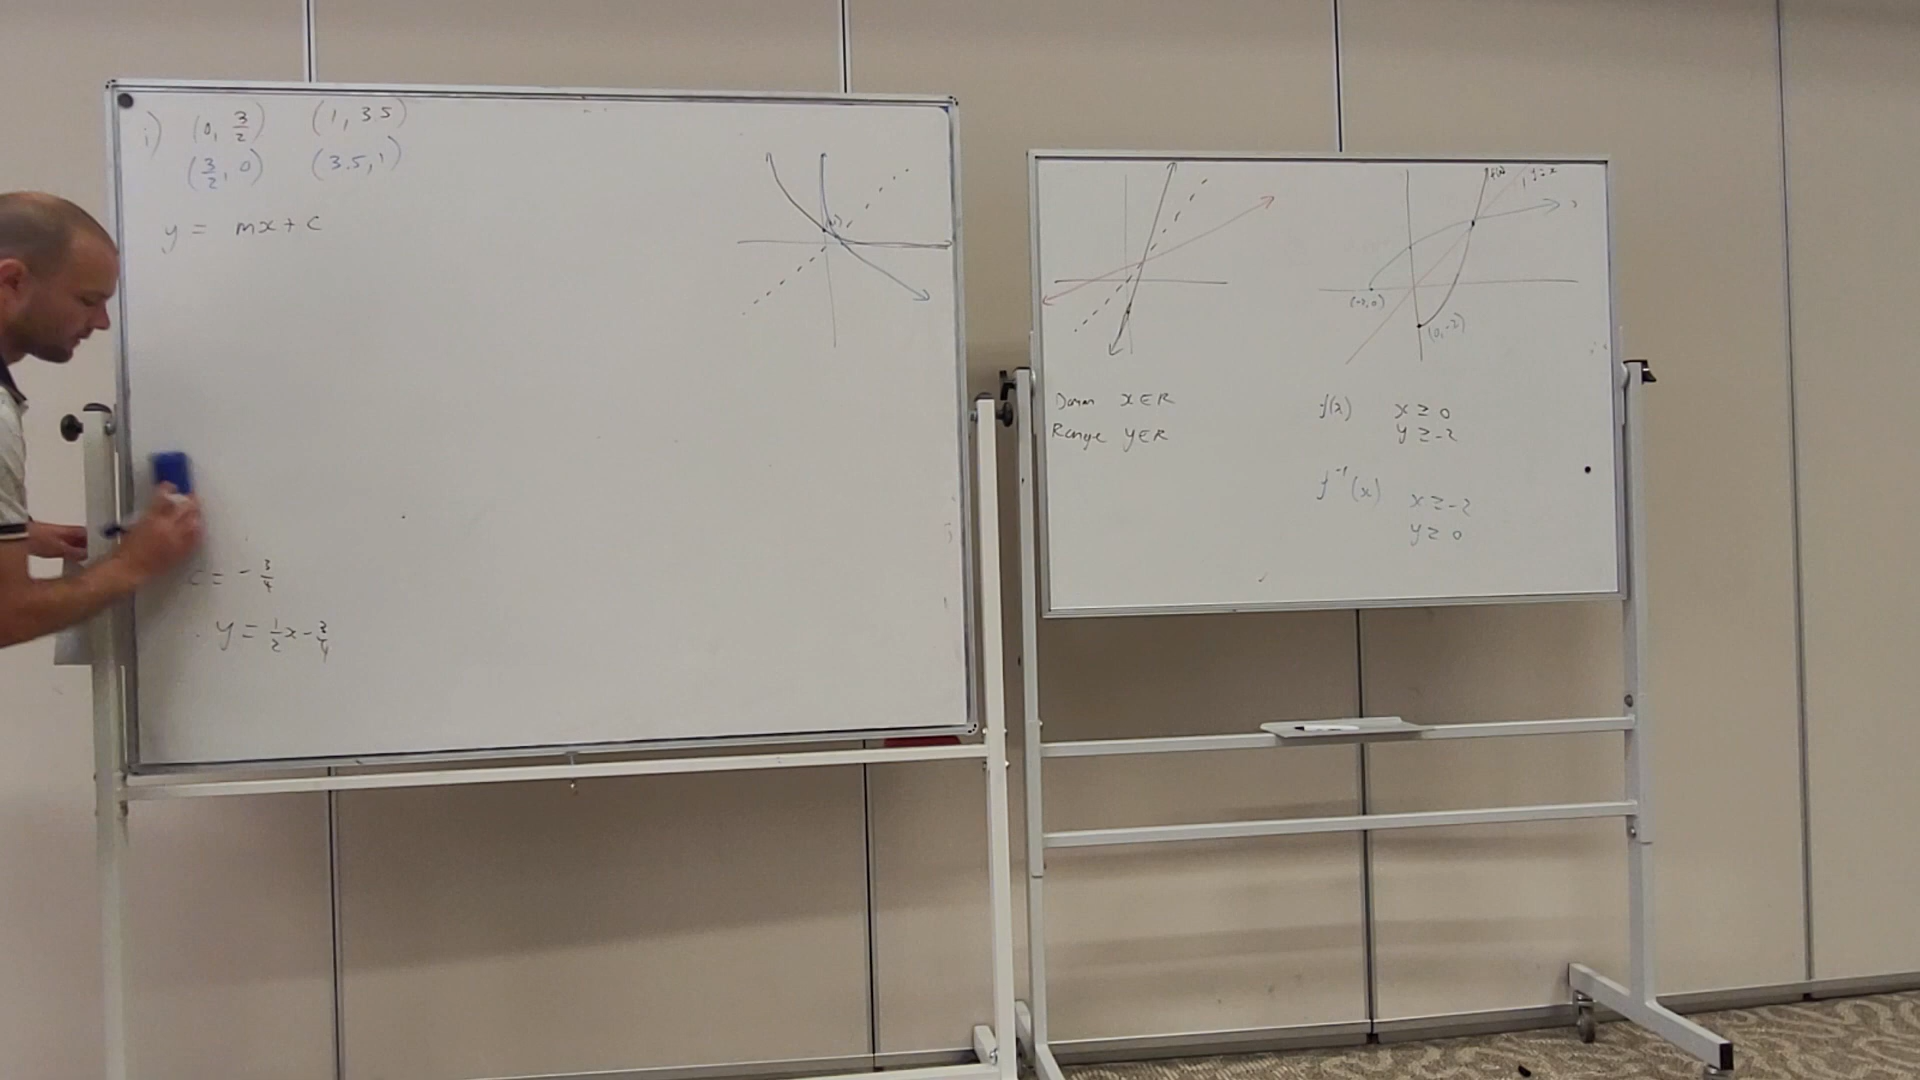 i) (0, 3/2) (1, 3.5)
(3/2, 0) (3.5, 1)
y = mx + c
c = - 3/4
y = 1/2x - 3/4
y = x
(-2, 0)
(0, -2)
Domain x ∈ R
Range y ∈ R
f(x) x ≥ 0
y ≥ -2
f⁻¹(x) x ≥ -2
y ≥ 0